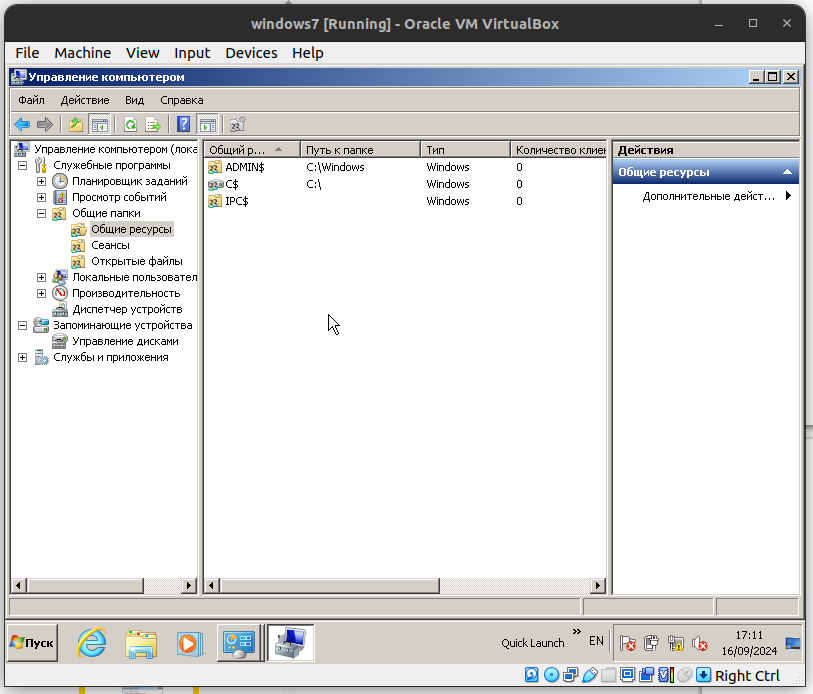 windows7 [Running] - Oracle VM VirtualBox
File Machine View Input Devices Help
Управление компьютером
Файл Действие Вид Справка
Управление компьютером (лока
Служебные программы
Планировщик заданий
Просмотр событий
Общие папки
Общие ресурсы
Сеансы
Открытые файлы
Локальные пользовател
Производительность
Диспетчер устройств
Запоминающие устройства
Управление дисками
Службы и приложения
Общий р... Путь к папке Тип Количество клиен
ADMIN$ C:\Windows Windows 0
C$ C:\ Windows 0
IPC$ Windows 0
Действия
Общие ресурсы
Дополнительные дейст...
Пуск
Quick Launch
EN
17:11
16/09/2024
Right Ctrl